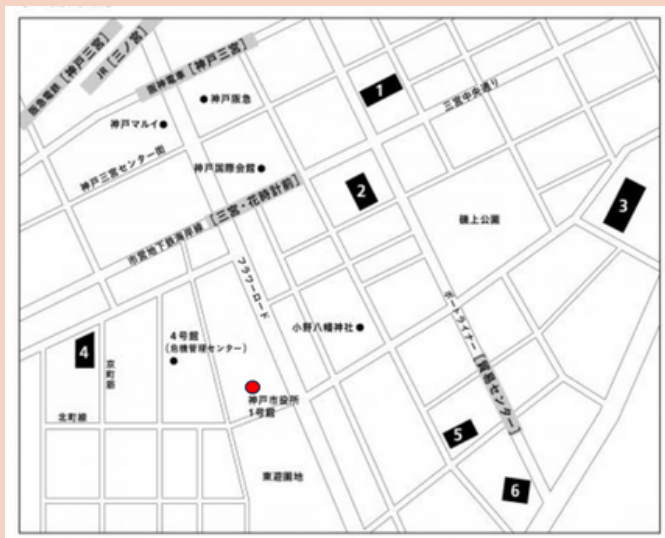 阪急電鉄［神戸三宮］
JR［三ノ宮］
阪神電車［神戸三宮］
神戸阪急
神戸マルイ
1
三宮中央通り
神戸三宮センター街
神戸国際会館
2
3
磯上公園
市営地下鉄海岸線［三宮・花時計前］
フラワーロード
ポートライナー［貿易センター］
小野八幡神社
4号館
（危機管理センター）
4
京町筋
神戸市役所
1号館
北町線
5
東遊園地
6